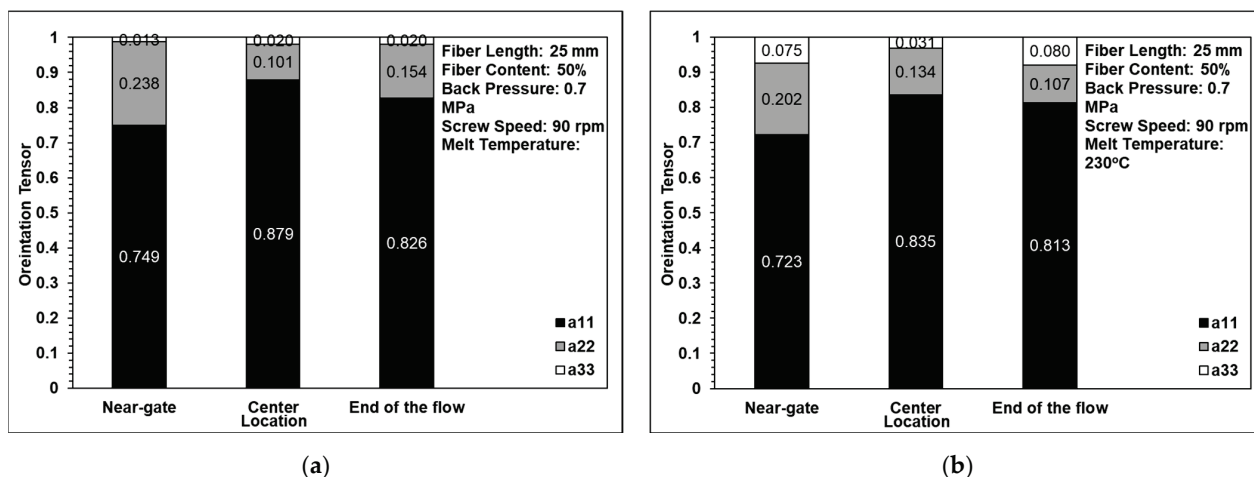 1
0.9
0.8
0.7
0.6
0.5
0.4
0.3
0.2
0.1
0
Oreintation Tensor
0.013
0.238
0.749
0.020
0.101
0.879
0.020
0.154
0.826
Fiber Length: 25 mm
Fiber Content: 50%
Back Pressure: 0.7
MPa
Screw Speed: 90 rpm
Melt Temperature:
a11
a22
a33
Near-gate
Center
End of the flow
Location
(a)
1
0.9
0.8
0.7
0.6
0.5
0.4
0.3
0.2
0.1
0
Oreintation Tensor
0.075
0.202
0.723
0.031
0.134
0.835
0.080
0.107
0.813
Fiber Length: 25 mm
Fiber Content: 50%
Back Pressure: 0.7
MPa
Screw Speed: 90 rpm
Melt Temperature:
230°C
a11
a22
a33
Near-gate
Center
End of the flow
Location
(b)